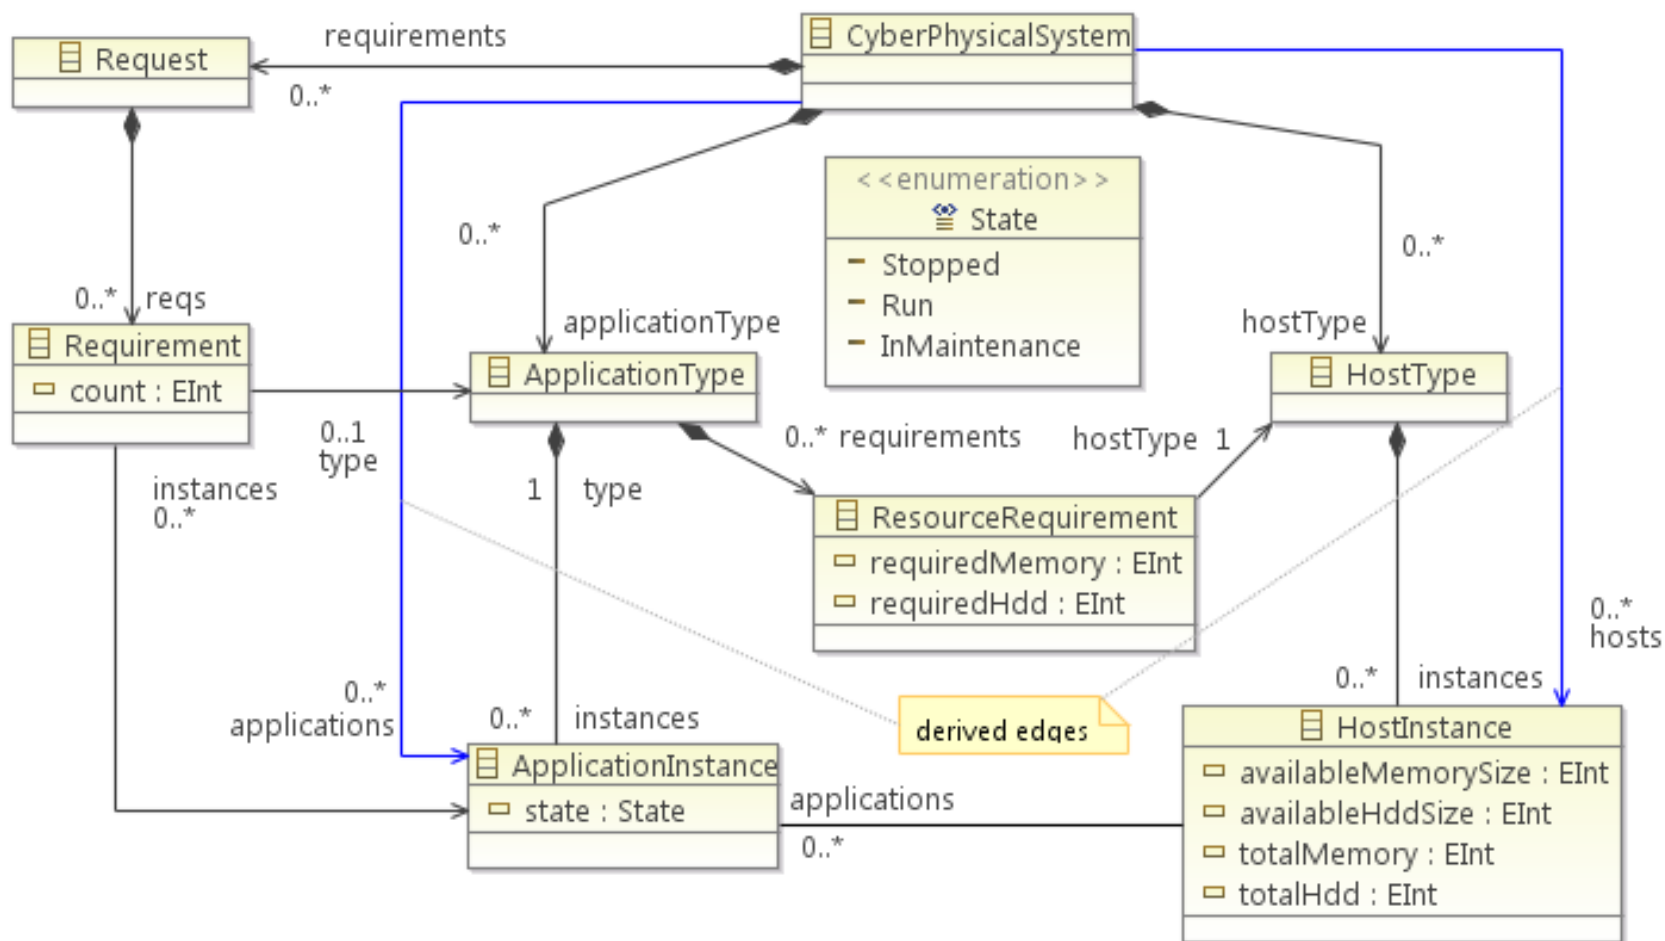 requirements
CyberPhysicalSystem
Request
0..*
<<enumeration>>
State
Stopped
Run
InMaintenance
0..*
0..*
0..* reqs
applicationType
hostType
Requirement
count : EInt
ApplicationType
HostType
0..1
type
0..* requirements
hostType 1
instances
0..*
1 type
ResourceRequirement
requiredMemory : EInt
requiredHdd : EInt
0..*
hosts
0..*
applications
0..* instances
0..* instances
derived edges
HostInstance
availableMemorySize : EInt
availableHddSize : EInt
totalMemory : EInt
totalHdd : EInt
ApplicationInstance
state : State
applications
0..*